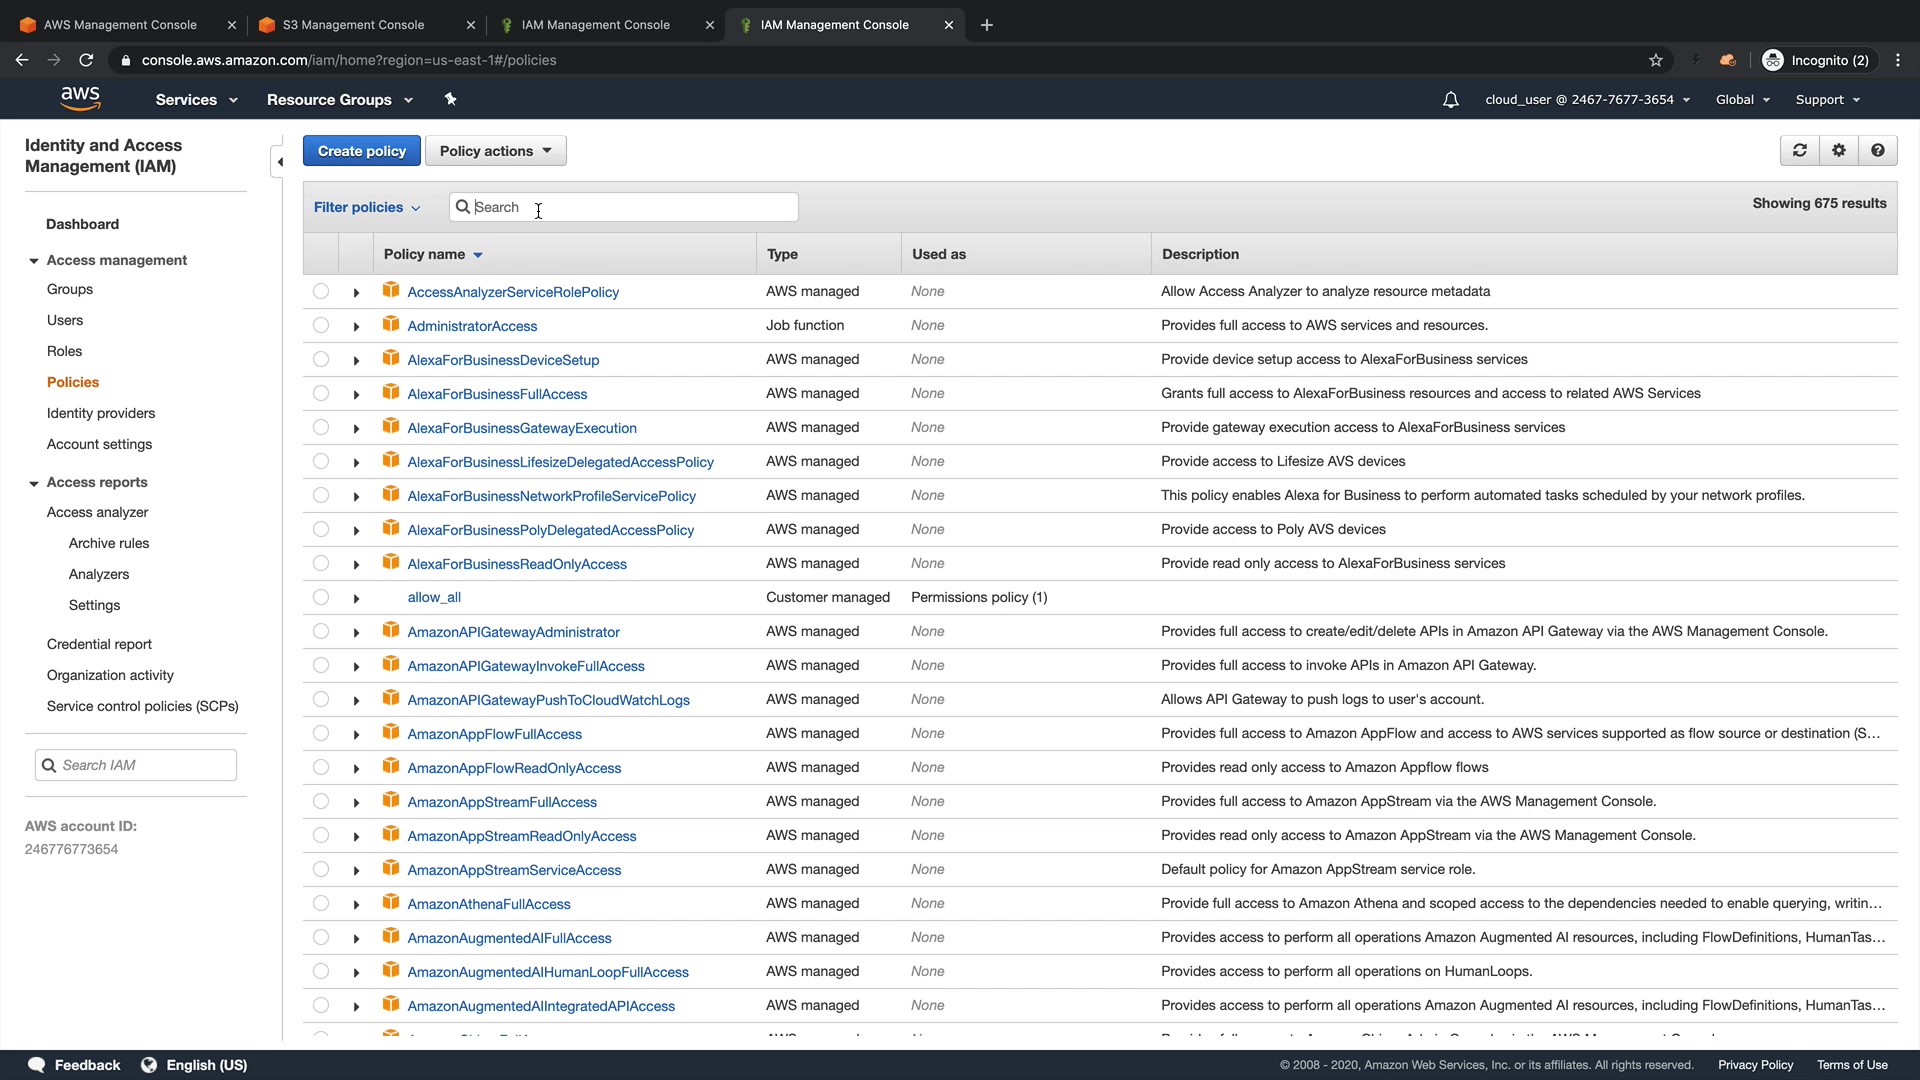 AWS Management Console
S3 Management Console
IAM Management Console
IAM Management Console
console.aws.amazon.com/iam/home?region=us-east-1#/policies
Incognito (2)
aws
Services
Resource Groups
cloud_user @ 2467-7677-3654
Global
Support
Identity and Access
Management (IAM)
Dashboard
Access management
Groups
Users
Roles
Policies
Identity providers
Account settings
Access reports
Access analyzer
Archive rules
Analyzers
Settings
Credential report
Organization activity
Service control policies (SCPs)
Search IAM
AWS account ID:
246776773654
Create policy
Policy actions
Filter policies
Search
Showing 675 results
Policy name Type Used as Description
AccessAnalyzerServiceRolePolicy AWS managed None Allow Access Analyzer to analyze resource metadata
AdministratorAccess Job function None Provides full access to AWS services and resources.
AlexaForBusinessDeviceSetup AWS managed None Provide device setup access to AlexaForBusiness services
AlexaForBusinessFullAccess AWS managed None Grants full access to AlexaForBusiness resources and access to related AWS Services
AlexaForBusinessGatewayExecution AWS managed None Provide gateway execution access to AlexaForBusiness services
AlexaForBusinessLifesizeDelegatedAccessPolicy AWS managed None Provide access to Lifesize AVS devices
AlexaForBusinessNetworkProfileServicePolicy AWS managed None This policy enables Alexa for Business to perform automated tasks scheduled by your network profiles.
AlexaForBusinessPolyDelegatedAccessPolicy AWS managed None Provide access to Poly AVS devices
AlexaForBusinessReadOnlyAccess AWS managed None Provide read only access to AlexaForBusiness services
allow_all Customer managed Permissions policy (1)
AmazonAPIGatewayAdministrator AWS managed None Provides full access to create/edit/delete APIs in Amazon API Gateway via the AWS Management Console.
AmazonAPIGatewayInvokeFullAccess AWS managed None Provides full access to invoke APIs in Amazon API Gateway.
AmazonAPIGatewayPushToCloudWatchLogs AWS managed None Allows API Gateway to push logs to user's account.
AmazonAppFlowFullAccess AWS managed None Provides full access to Amazon AppFlow and access to AWS services supported as flow source or destination (S...
AmazonAppFlowReadOnlyAccess AWS managed None Provides read only access to Amazon Appflow flows
AmazonAppStreamFullAccess AWS managed None Provides full access to Amazon AppStream via the AWS Management Console.
AmazonAppStreamReadOnlyAccess AWS managed None Provides read only access to Amazon AppStream via the AWS Management Console.
AmazonAppStreamServiceAccess AWS managed None Default policy for Amazon AppStream service role.
AmazonAthenaFullAccess AWS managed None Provide full access to Amazon Athena and scoped access to the dependencies needed to enable querying, writin...
AmazonAugmentedAIFullAccess AWS managed None Provides access to perform all operations Amazon Augmented AI resources, including FlowDefinitions, HumanTas...
AmazonAugmentedAIHumanLoopFullAccess AWS managed None Provides access to perform all operations on HumanLoops.
AmazonAugmentedAIIntegratedAPIAccess AWS managed None Provides access to perform all operations Amazon Augmented AI resources, including FlowDefinitions, HumanTas...
Feedback
English (US)
© 2008 - 2020, Amazon Web Services, Inc. or its affiliates. All rights reserved.
Privacy Policy
Terms of Use